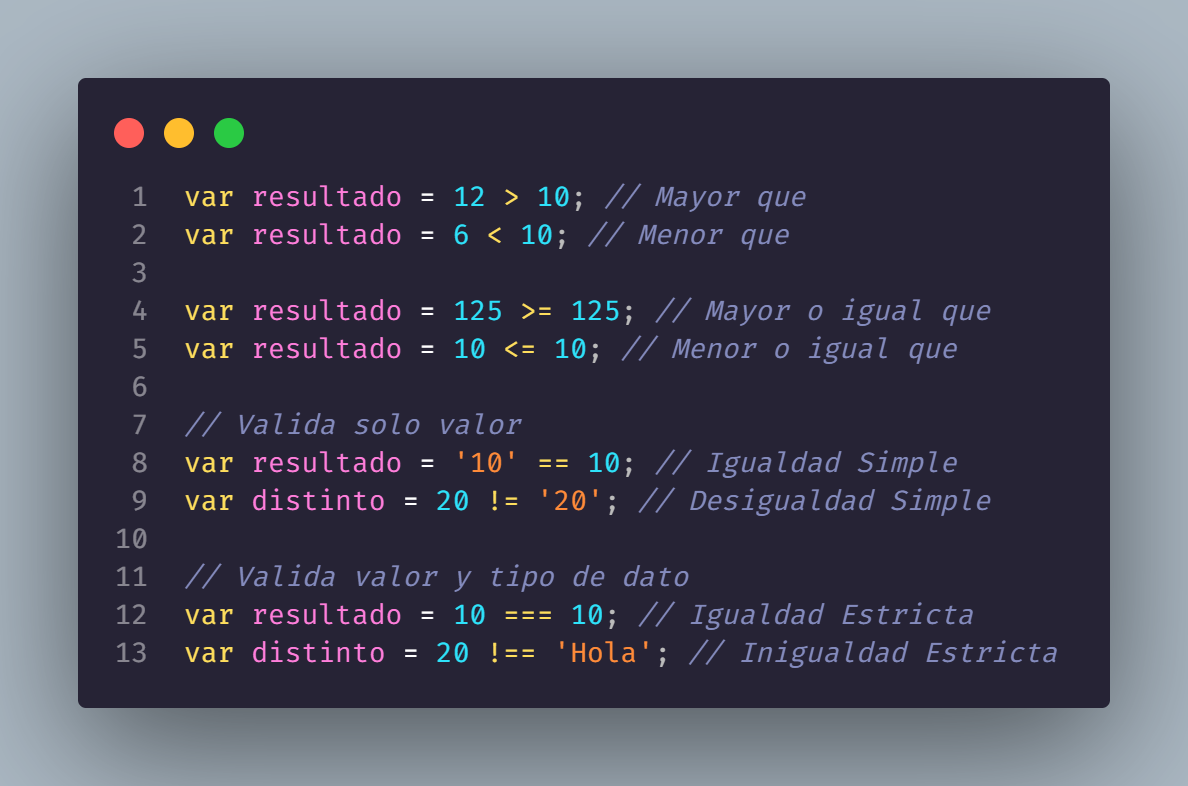 1 var resultado = 12 > 10; // Mayor que
2 var resultado = 6 < 10; // Menor que
3
4 var resultado = 125 >= 125; // Mayor o igual que
5 var resultado = 10 <= 10; // Menor o igual que
6
7 // Valida solo valor
8 var resultado = '10' == 10; // Igualdad Simple
9 var distinto = 20 != '20'; // Desigualdad Simple
10
11 // Valida valor y tipo de dato
12 var resultado = 10 === 10; // Igualdad Estricta
13 var distinto = 20 !== 'Hola'; // Inigualdad Estricta